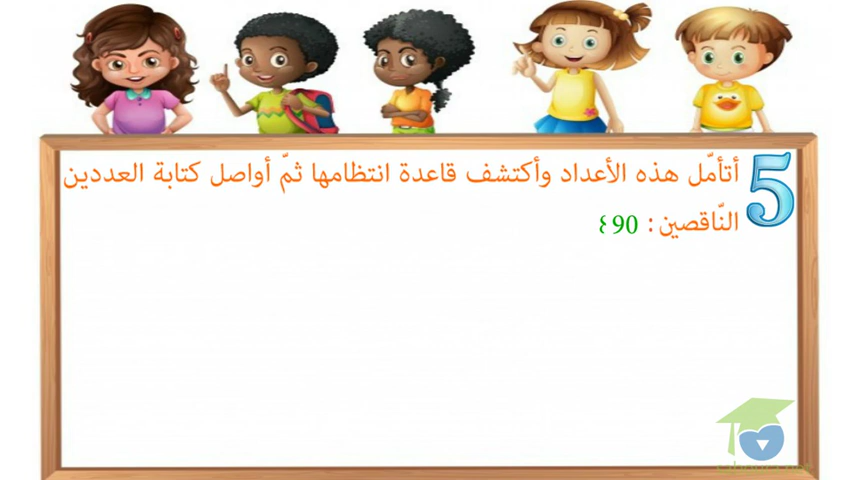 5 أتأمّل هذه الأعداد وأكتشف قاعدة انتظامها ثمّ أواصل كتابة العددين
النّاقصين : 90 ؛